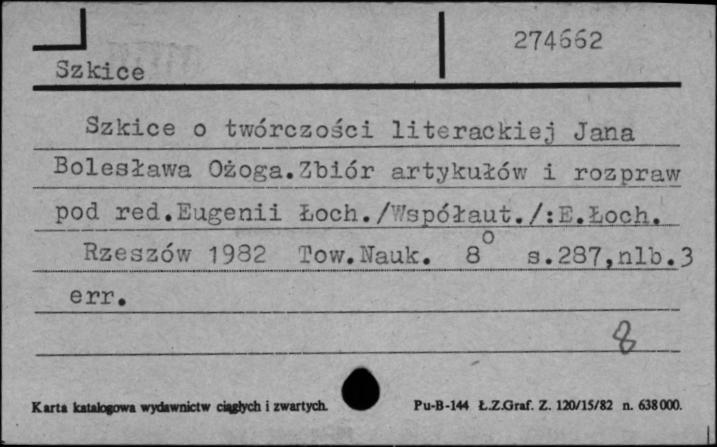 274662
Szkice
Szkice o twórczości literackiej Jana
Bolesława Ożoga.Zbiór artykułów i rozpraw
pod red.Eugenii Łoch./Współaut./:E.Łoch.
Rzeszów 1982 Tow.Nauk. 8° s.287,nlb.3
err.
8
Karta katalogowa wydawnictw ciągłych i zwartych. Pu-B-144 Ł.Z.Graf. Z. 120/15/82 n. 638000.